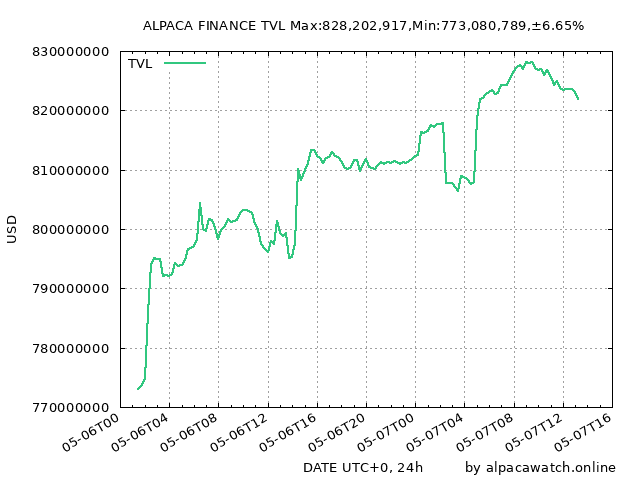 ALPACA FINANCE TVL Max:828,202,917,Min:773,080,789,±6.65%
TVL
830000000
820000000
810000000
800000000
790000000
780000000
770000000
USD
05-06T00
05-06T04
05-06T08
05-06T12
05-06T16
05-06T20
05-07T00
05-07T04
05-07T08
05-07T12
05-07T16
DATE UTC+0, 24h
by alpacawatch.online